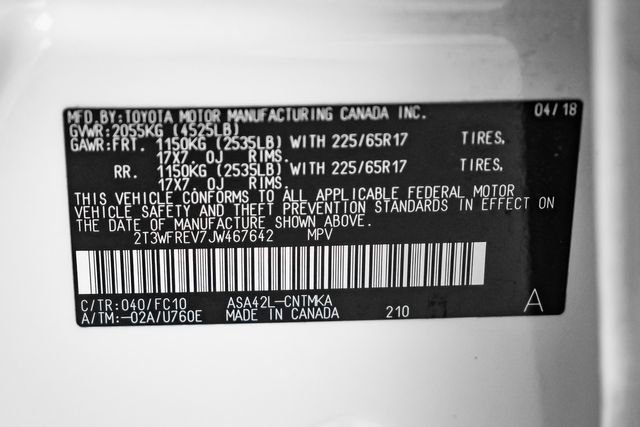 MFD.BY:TOYOTA MOTOR MANUFACTURING CANADA INC. 04/18
GVWR:2055KG (4525LB)
GAWR:FRT. 1150KG (2535LB) WITH 225/65R17 TIRES,
17X7.0J RIMS.
RR. 1150KG (2535LB) WITH 225/65R17 TIRES,
17X7.0J RIMS.
THIS VEHICLE CONFORMS TO ALL APPLICABLE FEDERAL MOTOR
VEHICLE SAFETY AND THEFT PREVENTION STANDARDS IN EFFECT ON
THE DATE OF MANUFACTURE SHOWN ABOVE.
2T3WFREV7JW467642 MPV
C/TR:040/FC10 ASA42L-CNTMKA A
A/TM:-02A/U760E MADE IN CANADA 210